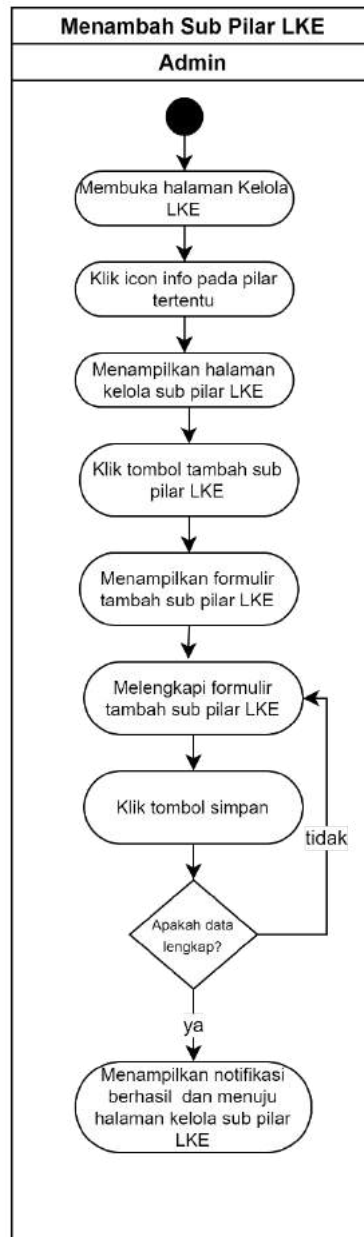 Menambah Sub Pilar LKE
Admin
Membuka halaman Kelola
LKE
Klik icon info pada pilar
tertentu
Menampilkan halaman
kelola sub pilar LKE
Klik tombol tambah sub
pilar LKE
Menampilkan formulir
tambah sub pilar LKE
Melengkapi formulir
tambah sub pilar LKE
Klik tombol simpan
tidak
Apakah data
lengkap?
ya
Menampilkan notifikasi
berhasil dan menuju
halaman kelola sub pilar
LKE